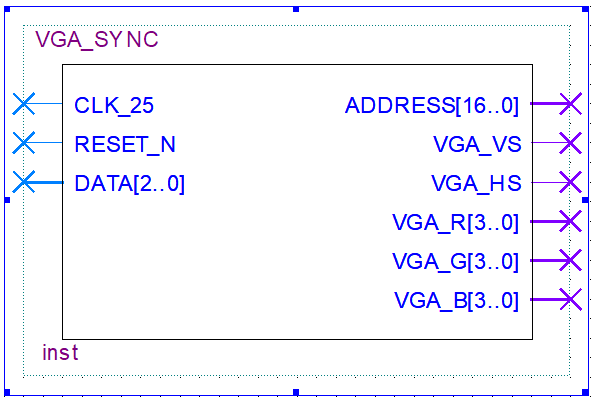 VGA_SYNC
CLK_25
RESET_N
DATA[2..0]
ADDRESS[16..0]
VGA_VS
VGA_HS
VGA_R[3..0]
VGA_G[3..0]
VGA_B[3..0]
inst